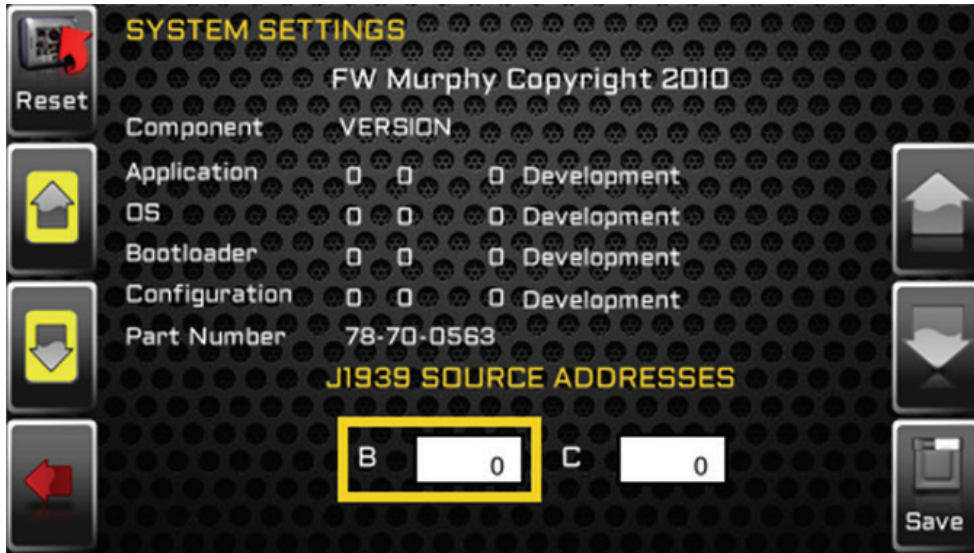 SYSTEM SETTINGS
FW Murphy Copyright 2010
Reset
Component VERSION
Application 0 0 0 Development
OS 0 0 0 Development
Bootloader 0 0 0 Development
Configuration 0 0 0 Development
Part Number 78-70-0563
J1939 SOURCE ADDRESSES
B 0 C 0
Save